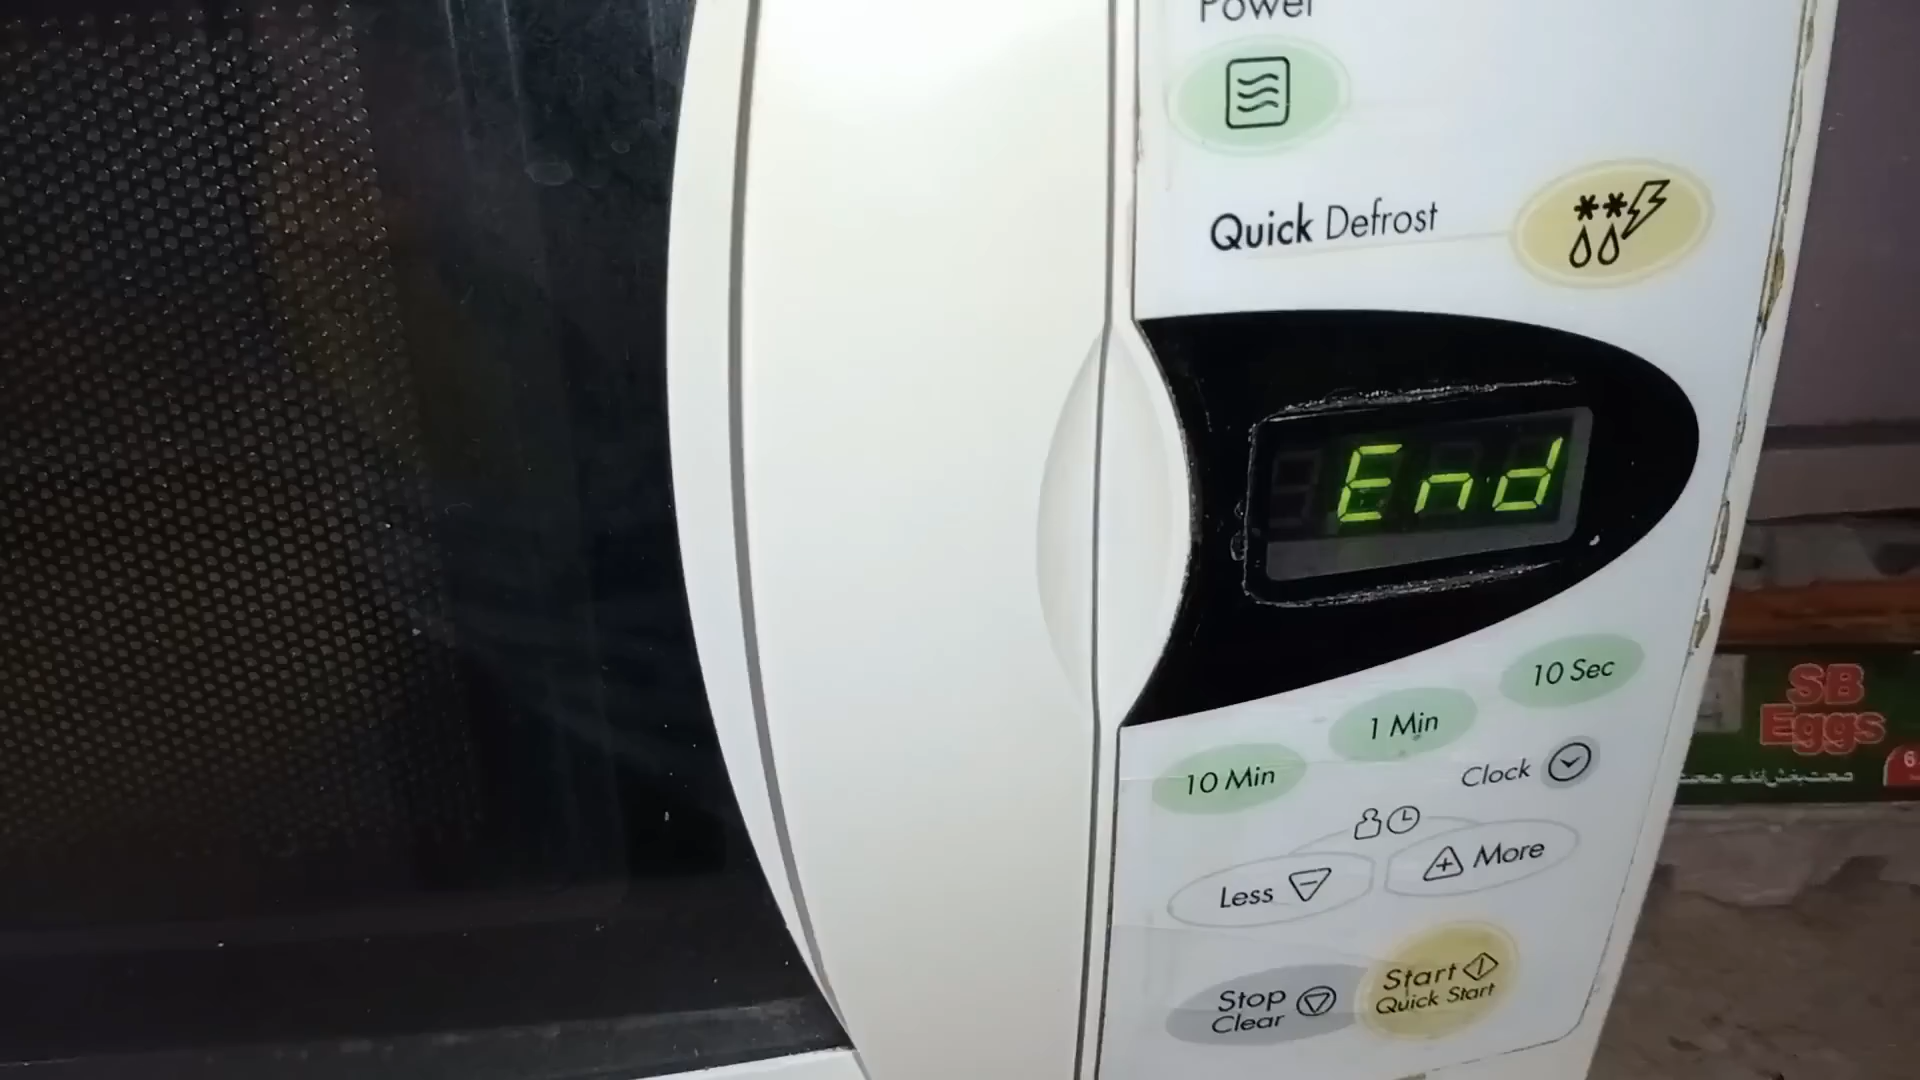 Power
Quick Defrost
End
10 Sec
1 Min
10 Min
Clock
More
Less
Start
Quick Start
Stop
Clear
SB
Eggs
6